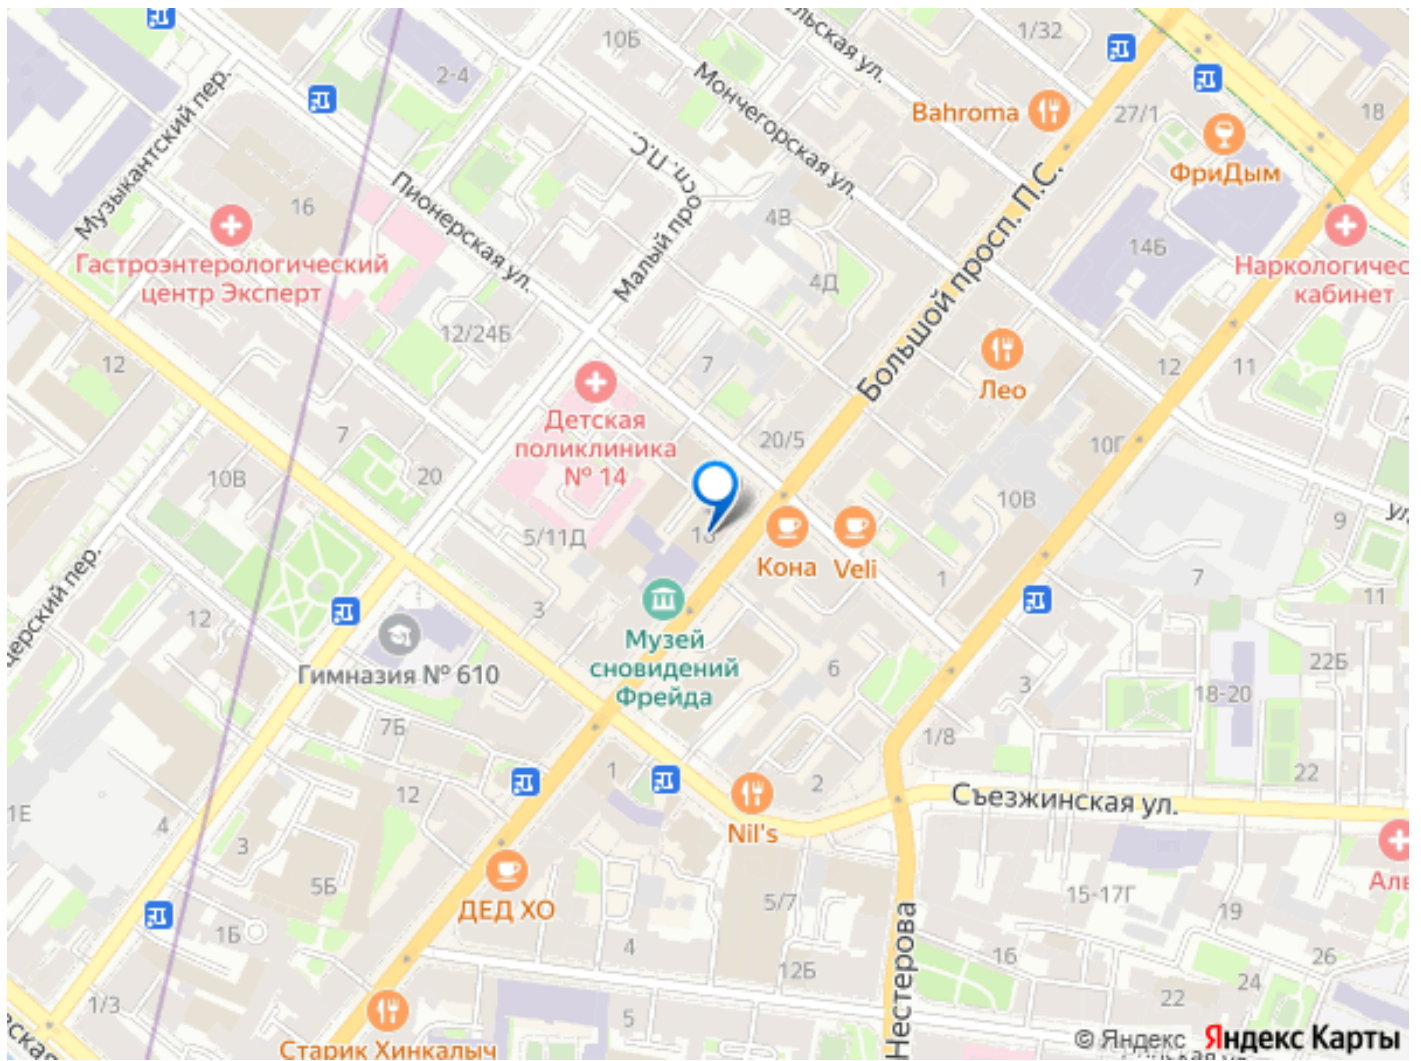 1/32
10Б
2-4
Мончегорская ул.
Bahroma
27/1
18
ФриДым
Музыкантский пер.
Пионерская ул.
Малый просп. П.С.
Большой просп. П.С.
16
4В
4Д
14Б
Гастроэнтерологический
центр Эксперт
кабинет
12/24Б
12
7
Лео
12
11
Детская
поликлиника
№ 14
20/5
10Г
7
20
10В
10В
9
5/11Д
Кона
Veli
1
7
11
3
12
Музей
сновидений
Фрейда
Гимназия № 610
6
3
22Б
18-20
7Б
1/8
22
1
2
12
Съезжинская ул.
1Е
4
3
Nil's
5Б
5/7
15-17Г
19
ДЕД ХО
1Б
4
12Б
16
26
24
22
1/3
5
Нестерова
Старик Хинкалыч
© Яндекс Яндекс Карты